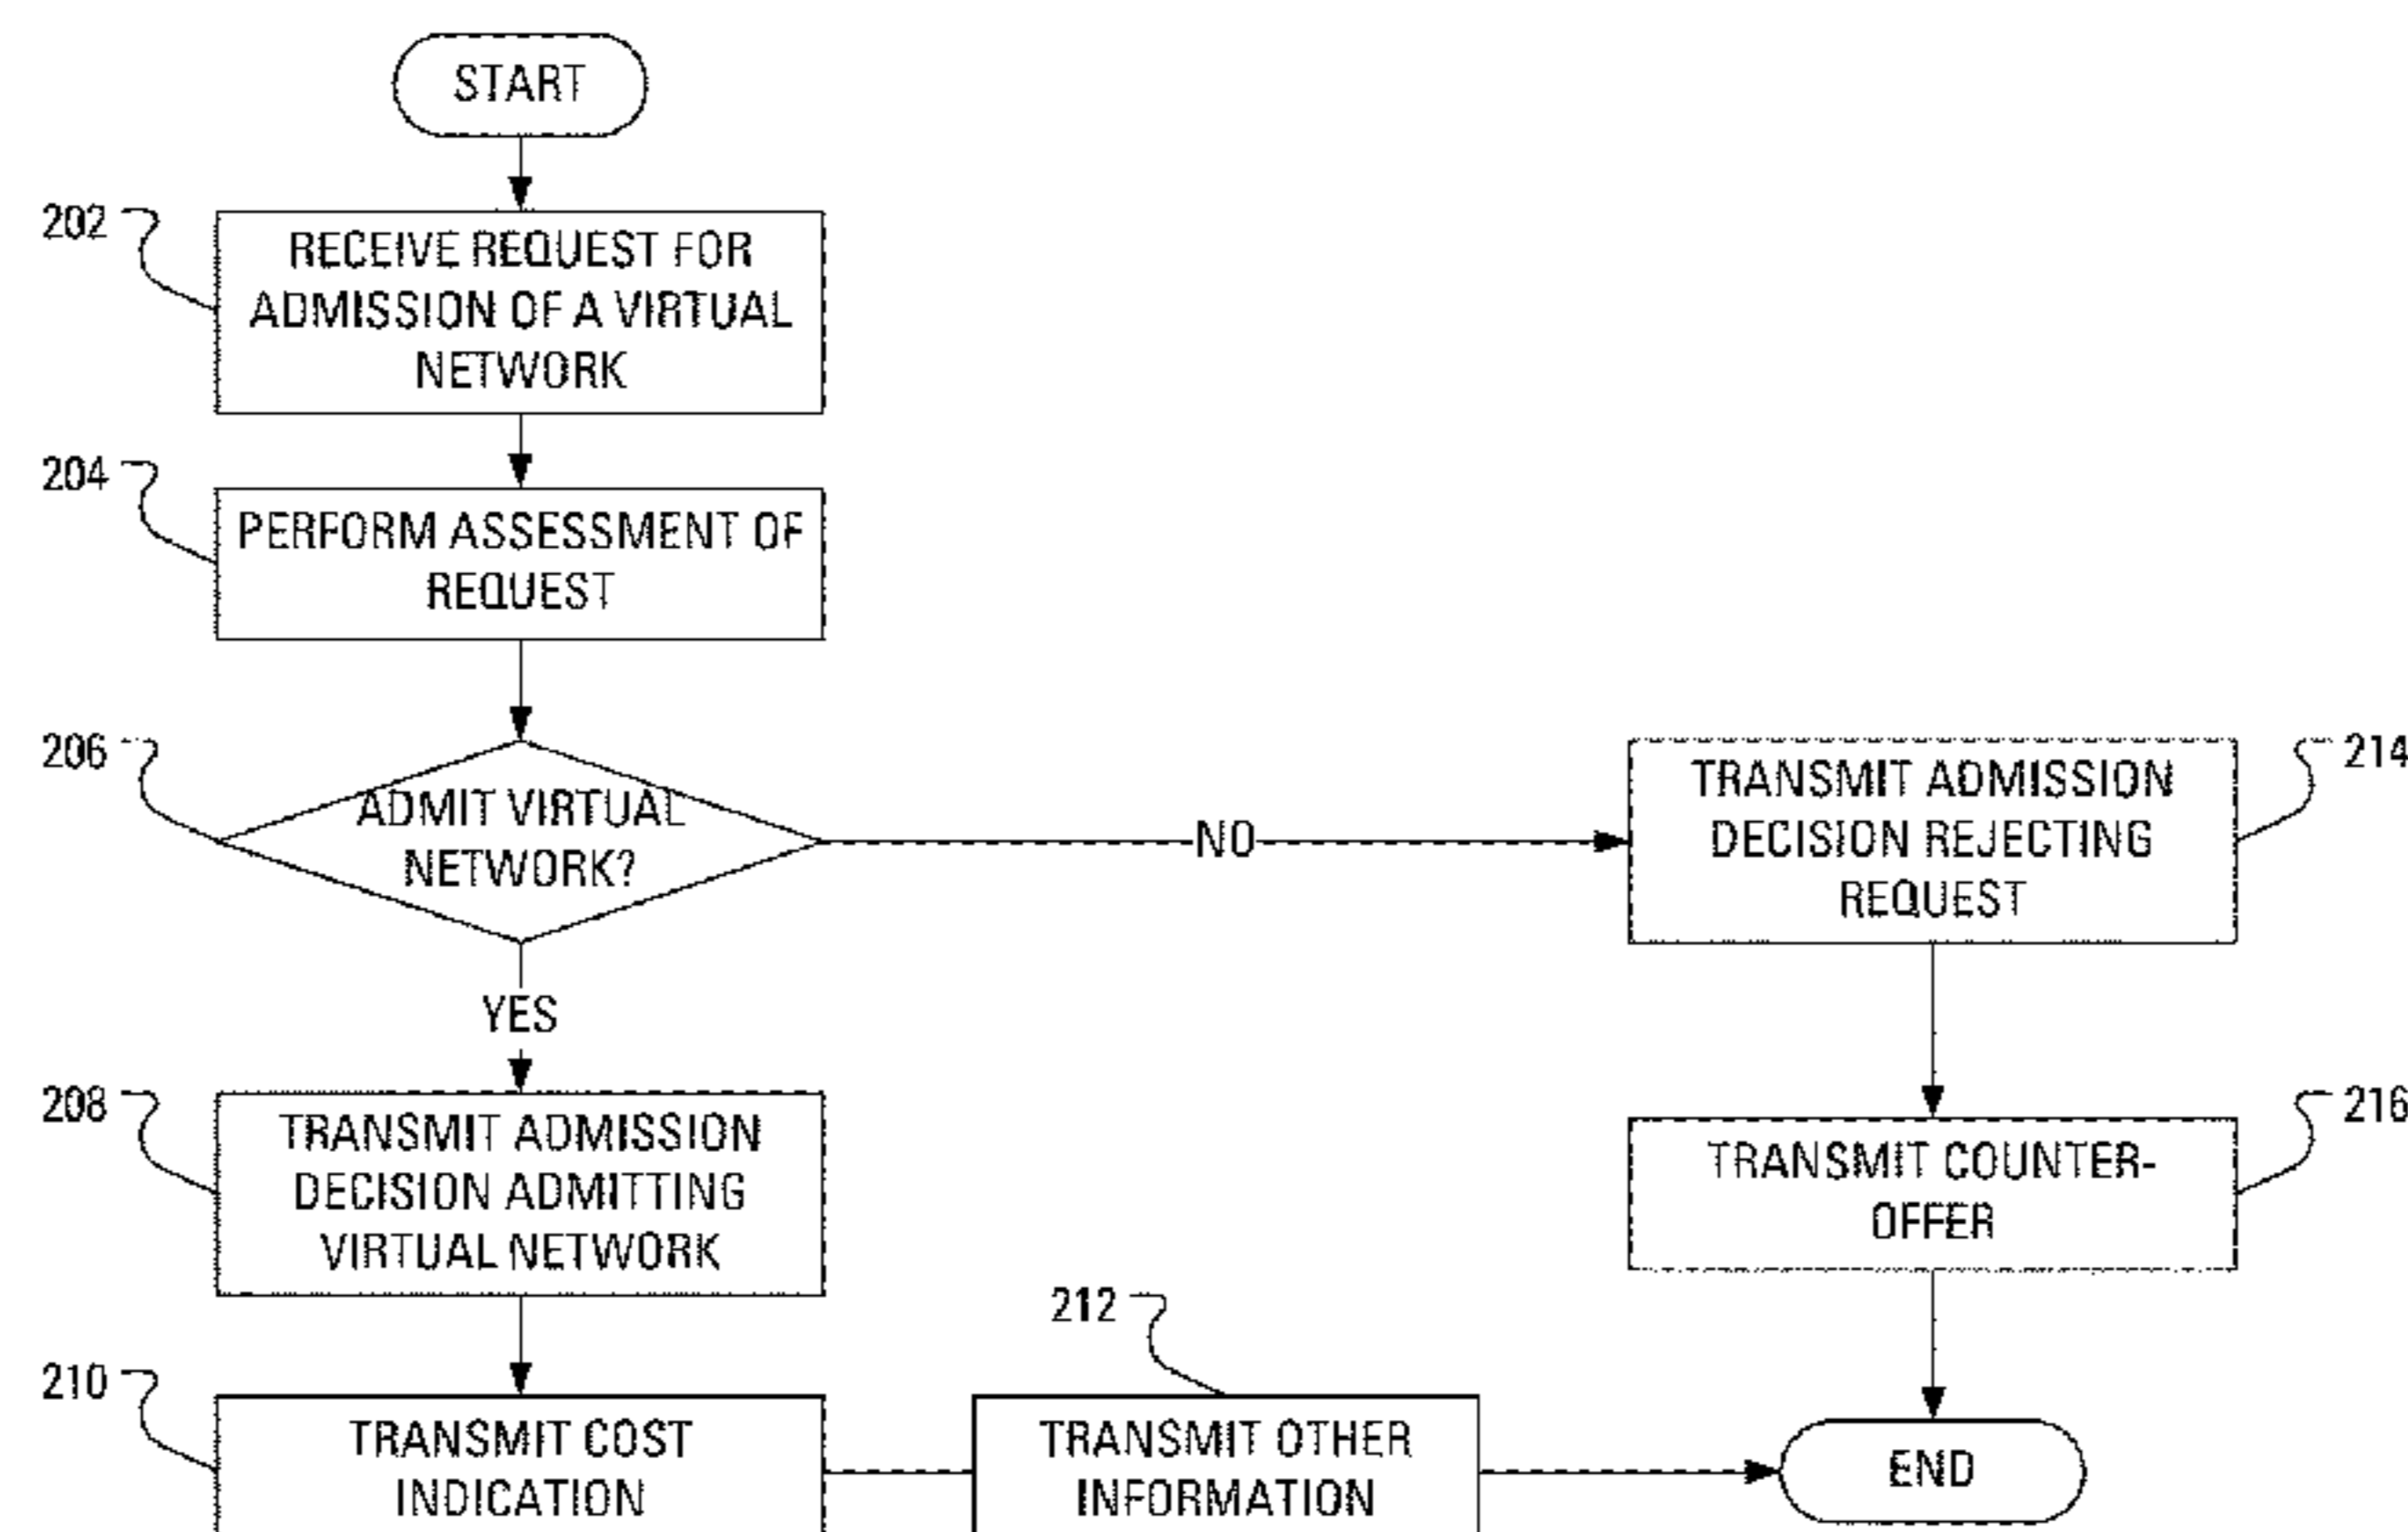 START
202
RECEIVE REQUEST FOR
ADMISSION OF A VIRTUAL
NETWORK
204
PERFORM ASSESSMENT OF
REQUEST
206
ADMIT VIRTUAL
NETWORK?
NO
214
TRANSMIT ADMISSION
DECISION REJECTING
REQUEST
YES
208
TRANSMIT ADMISSION
DECISION ADMITTING
VIRTUAL NETWORK
216
TRANSMIT COUNTER-
OFFER
210
TRANSMIT COST
INDICATION
212
TRANSMIT OTHER
INFORMATION
END